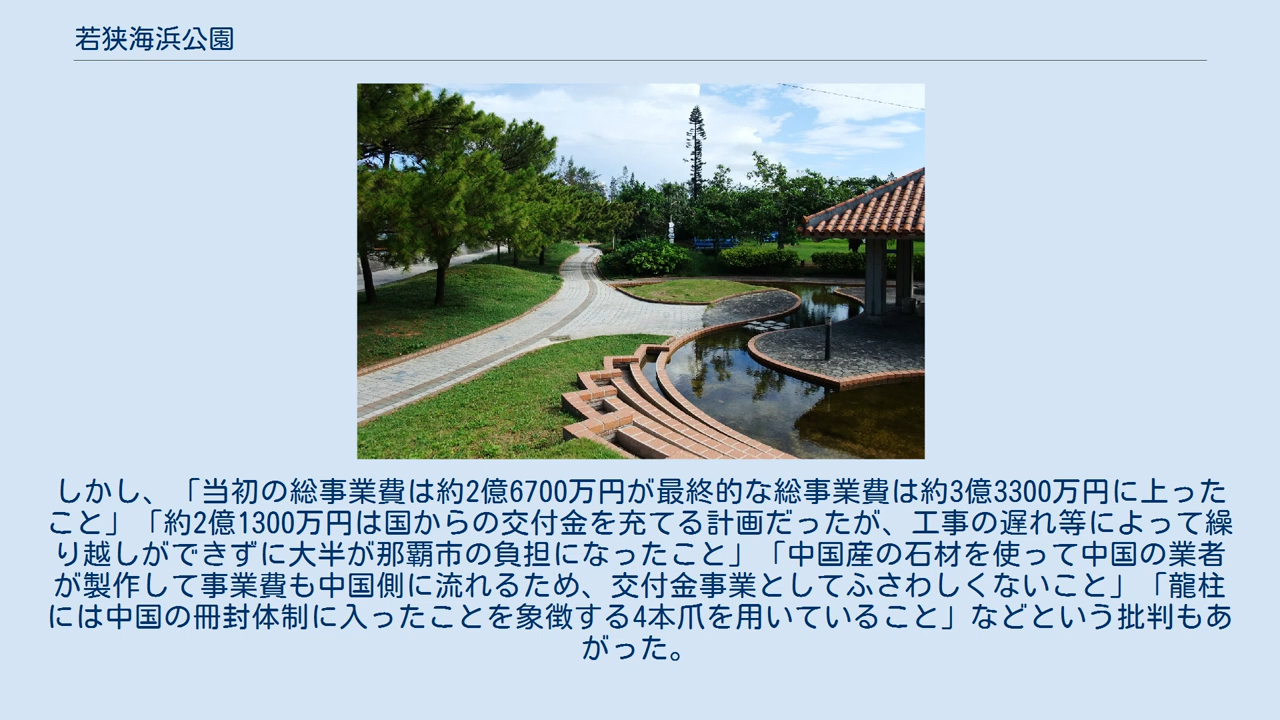 若狭海浜公園
しかし、「当初の総事業費は約2億6700万円が最終的な総事業費は約3億3300万円に上った
こと」「約2億1300万円は国からの交付金を充てる計画だったが、工事の遅れ等によって繰
り越しができずに大半が那覇市の負担になったこと」「中国産の石材を使って中国の業者
が製作して事業費も中国側に流れるため、交付金事業としてふさわしくないこと」「龍柱
には中国の冊封体制に入ったことを象徴する4本爪を用いていること」などという批判もあ
がった。